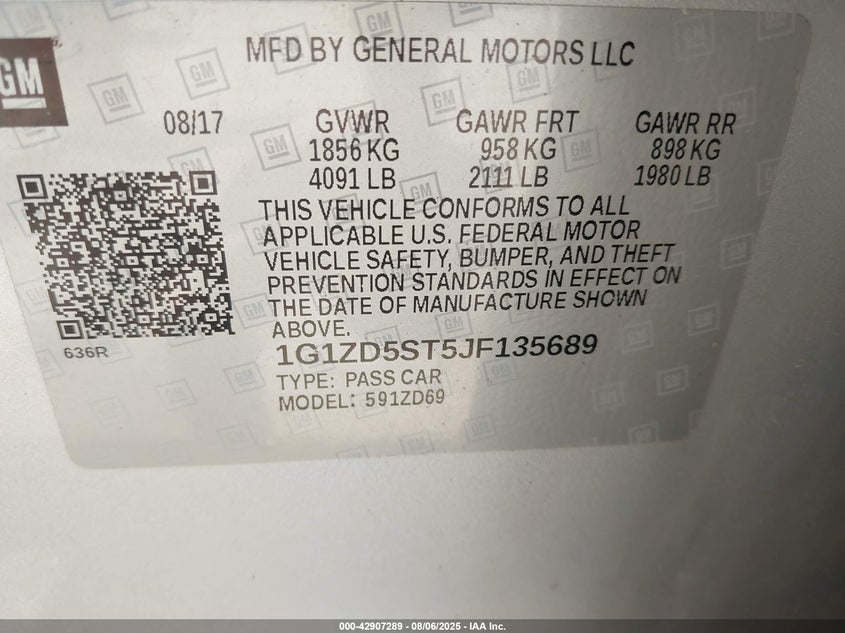 GM
MFD BY GENERAL MOTORS LLC
08/17 GVWR GAWR FRT GAWR RR
1856 KG 958 KG 898 KG
4091 LB 2111 LB 1980 LB
THIS VEHICLE CONFORMS TO ALL
APPLICABLE U.S. FEDERAL MOTOR
VEHICLE SAFETY, BUMPER, AND THEFT
PREVENTION STANDARDS IN EFFECT ON
THE DATE OF MANUFACTURE SHOWN
ABOVE.
636R
1G1ZD5ST5JF135689
TYPE: PASS CAR
MODEL: 591ZD69
000-42907289 - 08/06/2025 - IAA Inc.